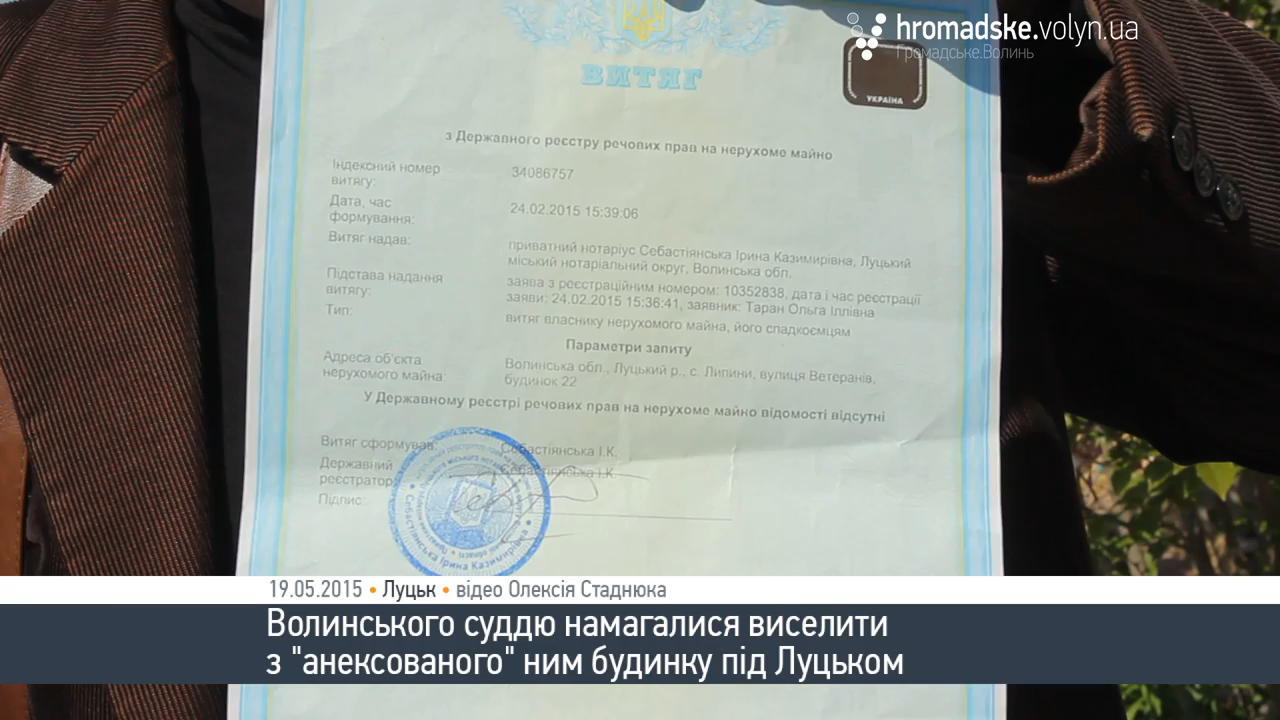 hromadske.volyn.ua
Громадське.Волинь
ВИТЯГ
УКРАЇНА
з Державного реєстру речових прав на нерухоме майно
Індексний номер витягу:
34086757
Дата, час формування:
24.02.2015 15:39:06
Витяг надав:
приватний нотаріус Себастіянська Ірина Казимирівна, Луцький
міський нотаріальний округ, Волинська обл.
Підстава надання витягу:
заява з реєстраційним номером: 10352838, дата і час реєстрації
заяви: 24.02.2015 15:36:41, заявник: Таран Ольга Іллівна
Тип:
витяг власнику нерухомого майна, його спадкоємцям
Параметри запиту
Адреса об'єкта нерухомого майна:
Волинська обл., Луцький р., с. Липини, вулиця Ветеранів,
будинок 22
У Державному реєстрі речових прав на нерухоме майно відомості відсутні
Витяг сформував:
Себастіянська І.К.
Державний реєстратор:
Себастіянська І.К.
Підпис:
Себастіянська Ірина Казимирівна
19.05.2015 • Луцьк • відео Олексія Стаднюка
Волинського суддю намагалися виселити
з "анексованого" ним будинку під Луцьком